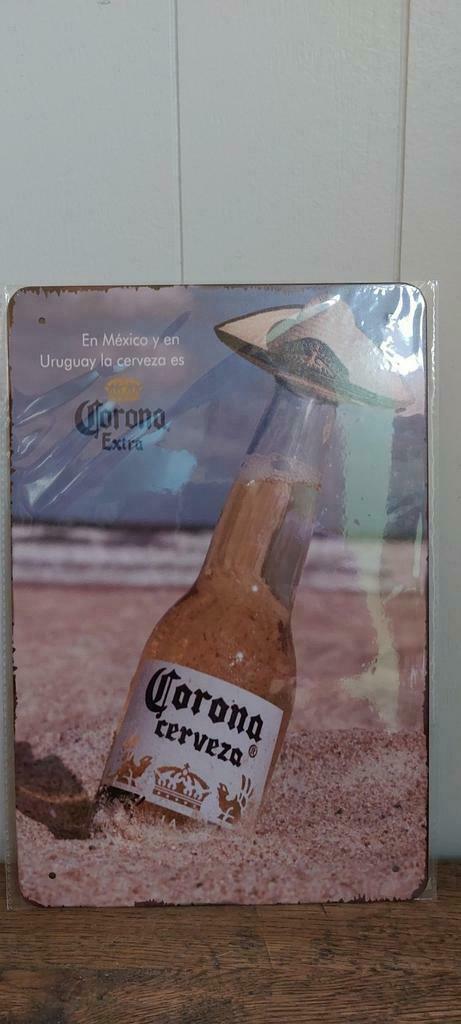 En México y en
Uruguay la cerveza es
Corona
Extra
Corona
cerveza®